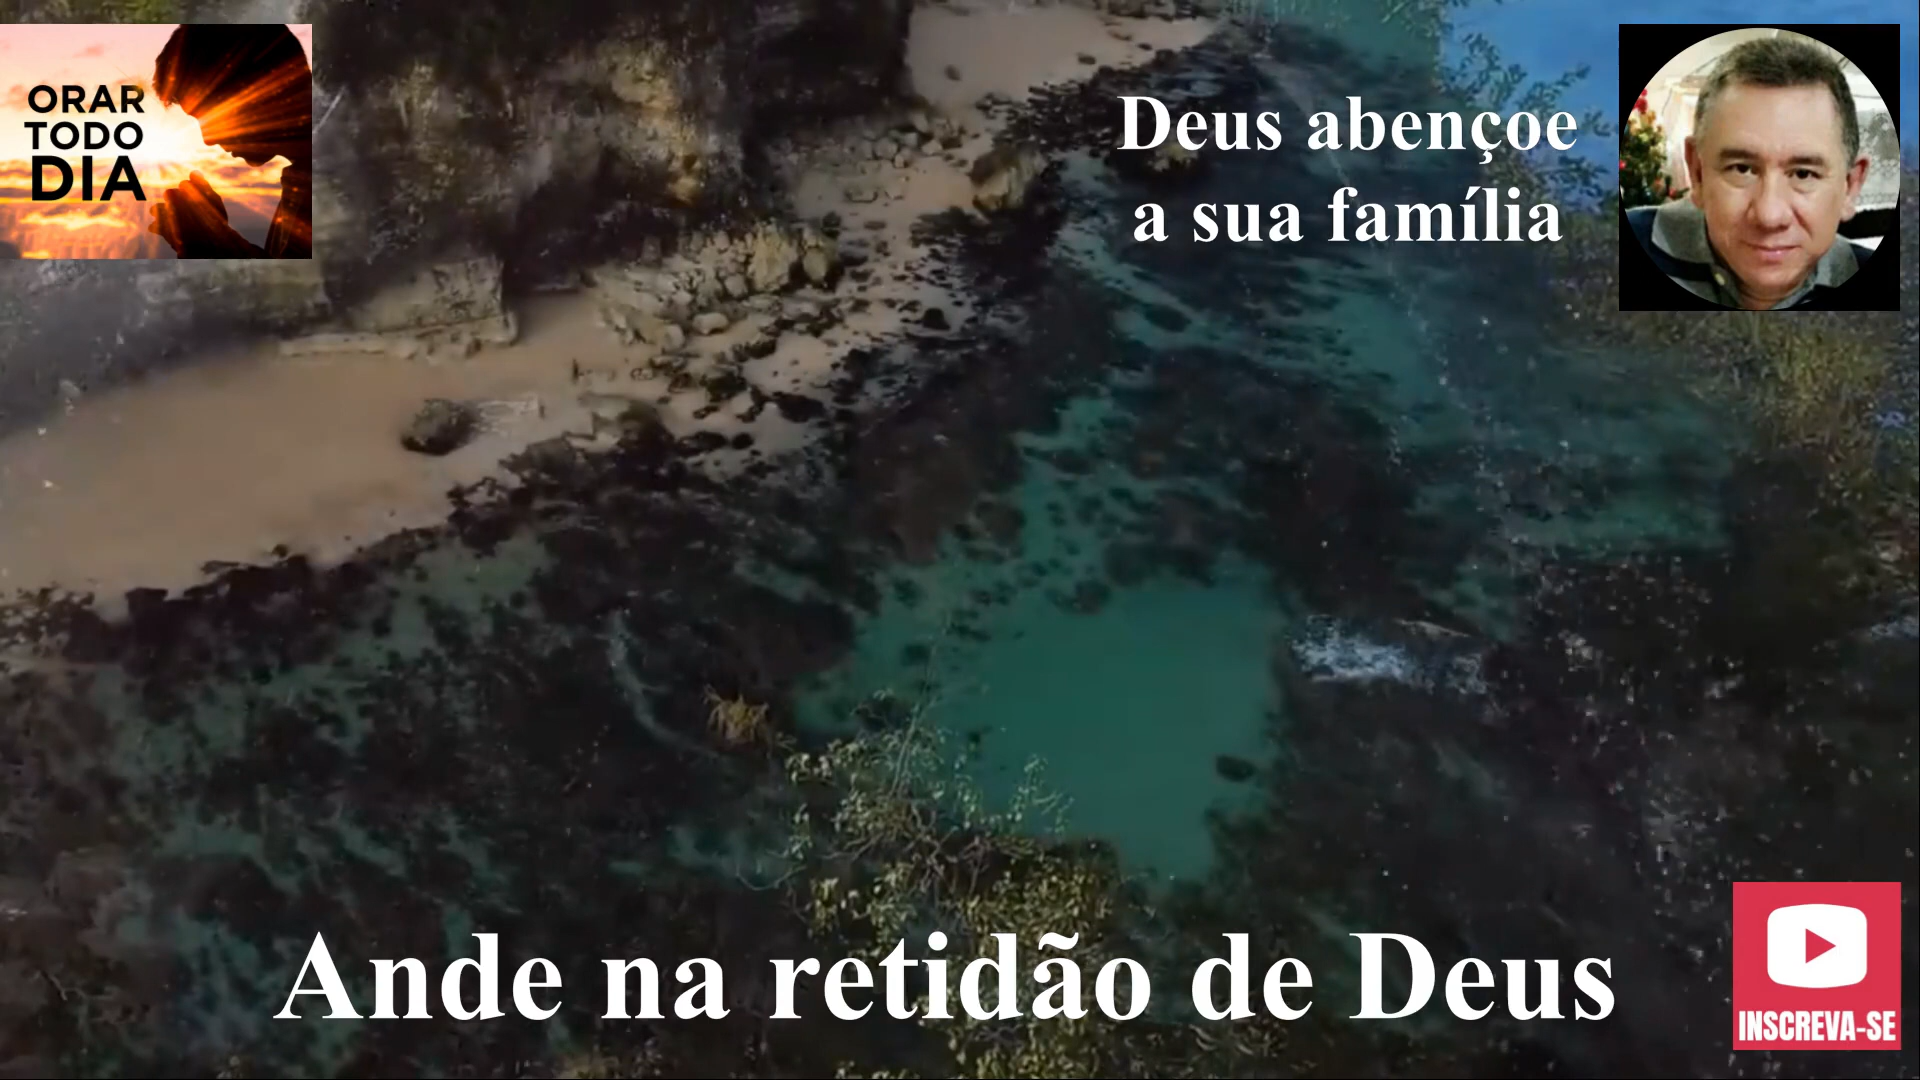 ORAR
TODO
DIA
Deus abençoe
a sua família
Ande na retidão de Deus
INSCREVA-SE